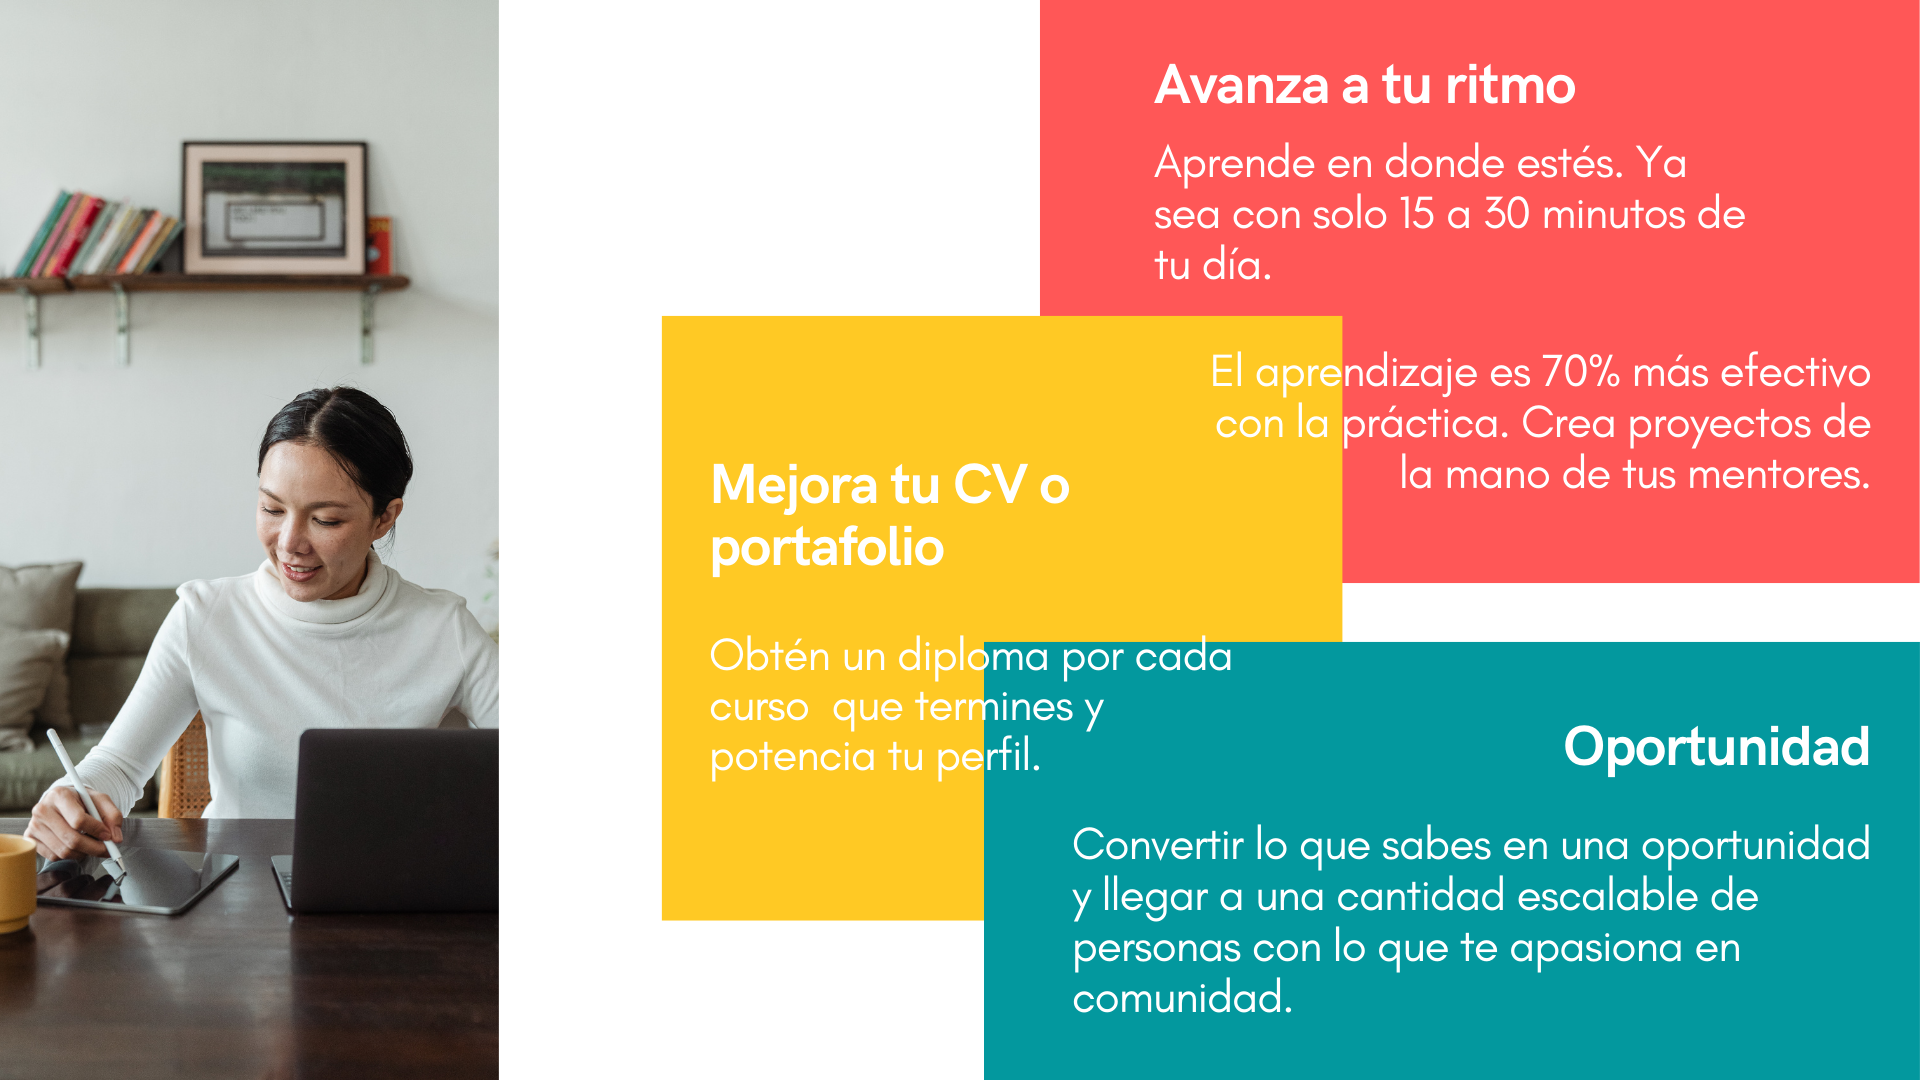 Avanza a tu ritmo
Aprende en donde estés. Ya
sea con solo 15 a 30 minutos de
tu día.
El aprendizaje es 70% más efectivo
con la práctica. Crea proyectos de
la mano de tus mentores.
Mejora tu CV o
portafolio
Obtén un diploma por cada
curso  que termines y
potencia tu perfil.
Oportunidad
Convertir lo que sabes en una oportunidad
y llegar a una cantidad escalable de
personas con lo que te apasiona en
comunidad.